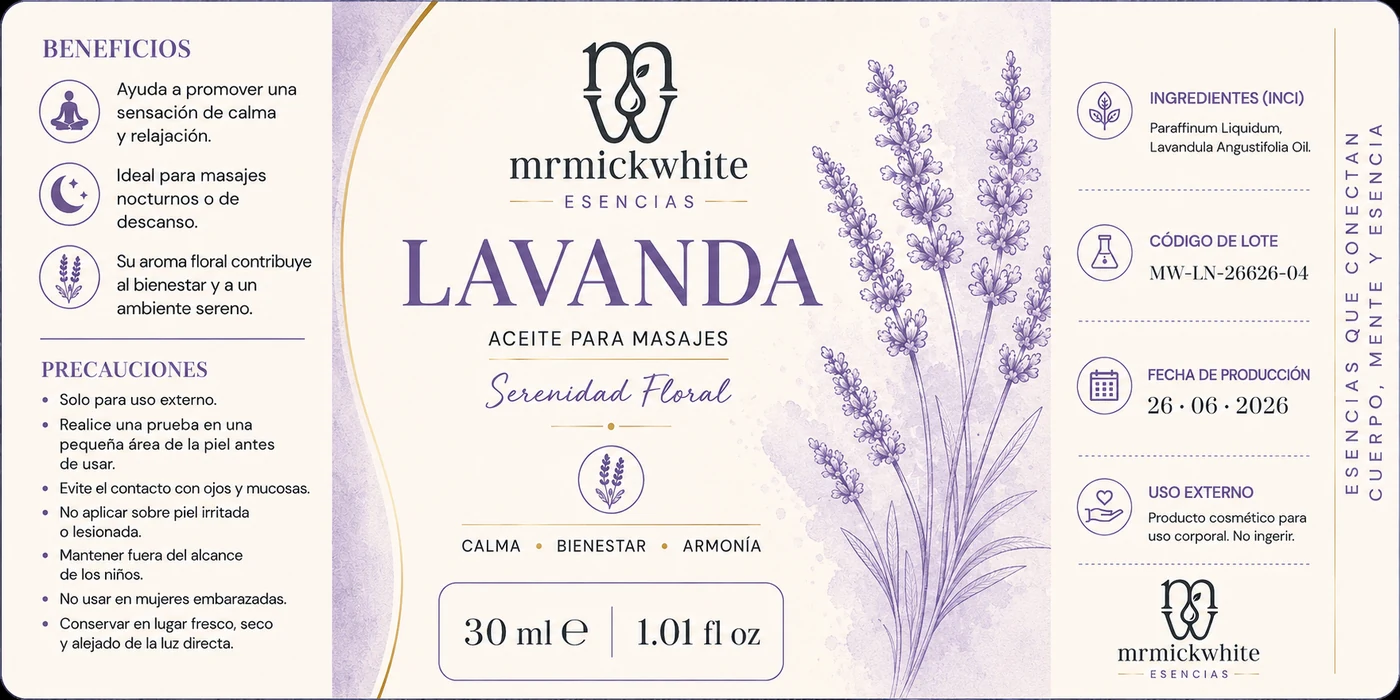 BENEFICIOS
Ayuda a promover una
sensación de calma
y relajación.
Ideal para masajes
nocturnos o de
descanso.
Su aroma floral contribuye
al bienestar y a un
ambiente sereno.
PRECAUCIONES
• Solo para uso externo.
• Realice una prueba en una
pequeña área de la piel antes
de usar.
• Evite el contacto con ojos y mucosas.
• No aplicar sobre piel irritada
o lesionada.
• Mantener fuera del alcance
de los niños.
• No usar en mujeres embarazadas.
• Conservar en lugar fresco, seco
y alejado de la luz directa.
mrmickwhite
ESENCIAS
LAVANDA
ACEITE PARA MASAJES
Serenidad Floral
CALMA • BIENESTAR • ARMONÍA
30 ml ℮ 1.01 fl oz
INGREDIENTES (INCI)
Paraffinum Liquidum,
Lavandula Angustifolia Oil.
CÓDIGO DE LOTE
MW-LN-26626-04
FECHA DE PRODUCCIÓN
26 · 06 · 2026
USO EXTERNO
Producto cosmético para
uso corporal. No ingerir.
mrmickwhite
ESENCIAS
ESENCIAS QUE CONECTAN
CUERPO, MENTE Y ESENCIA